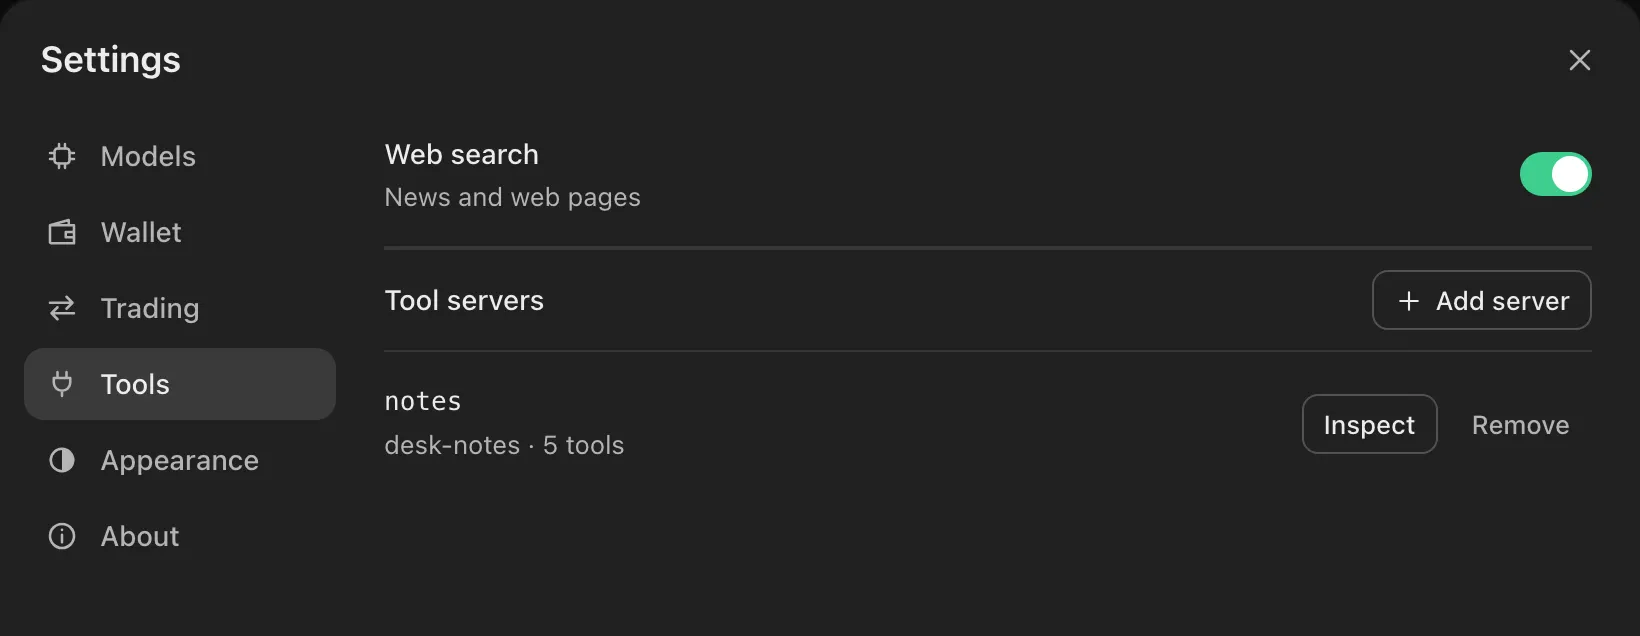 Settings
Models
Wallet
Trading
Tools
Appearance
About
Web search
News and web pages
Tool servers
Add server
notes
desk-notes · 5 tools
Inspect
Remove